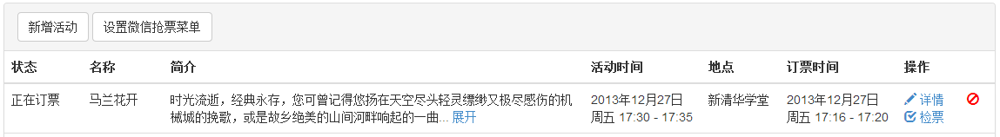 新增活动 设置微信抢票菜单
状态 名称 简介 活动时间 地点 订票时间 操作
正在订票 马兰花开 时光流逝，经典永存，您可曾记得悠扬在天空尽头轻灵缥缈又极尽感伤的机 2013年12月27日 新清华学堂 2013年12月27日 详情
械城的挽歌，或是故乡绝美的山间河畔响起的一曲... 展开 周五 17:30 - 17:35 周五 17:16 - 17:20 检票